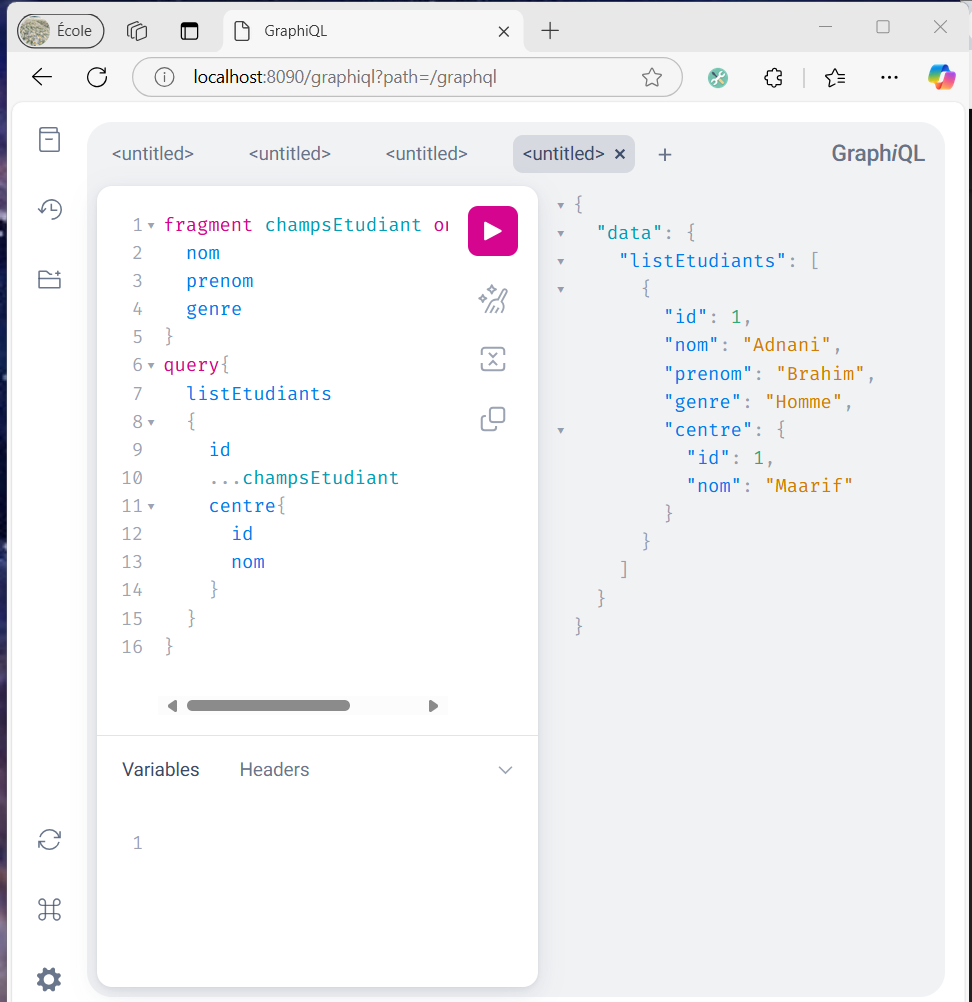 École
GraphiQL
localhost:8090/graphiql?path=/graphql
<untitled>
<untitled>
<untitled>
<untitled>
GraphiQL
1 fragment champsEtudiant on
2 nom
3 prenom
4 genre
5 }
6 query{
7 listEtudiants
8 {
9 id
10 ...champsEtudiant
11 centre{
12 id
13 nom
14 }
15 }
16 }
{
"data": {
"listEtudiants": [
{
"id": 1,
"nom": "Adnani",
"prenom": "Brahim",
"genre": "Homme",
"centre": {
"id": 1,
"nom": "Maarif"
}
}
]
}
}
Variables Headers
1